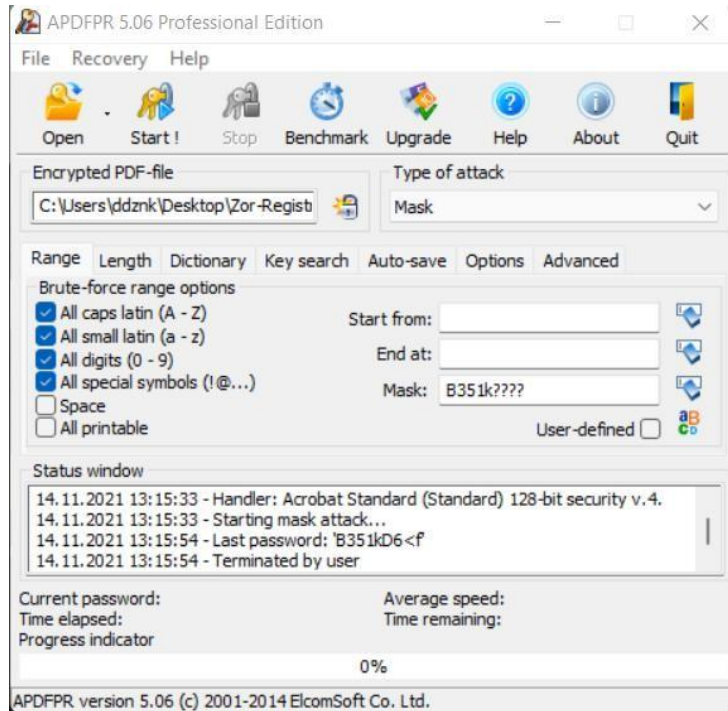 APDFPR 5.06 Professional Edition
File Recovery Help
Open Start ! Stop Benchmark Upgrade Help About Quit
Encrypted PDF-file
C:\Users\ddznk\Desktop\Zor-Registr
Type of attack
Mask
Range Length Dictionary Key search Auto-save Options Advanced
Brute-force range options
All caps latin (A - Z)
All small latin (a - z)
All digits (0 - 9)
All special symbols (!@...)
Space
All printable
Start from:
End at:
Mask: B351k????
User-defined
Status window
14.11.2021 13:15:33 - Handler: Acrobat Standard (Standard) 128-bit security v.4.
14.11.2021 13:15:33 - Starting mask attack...
14.11.2021 13:15:54 - Last password: 'B351kD6<f'
14.11.2021 13:15:54 - Terminated by user
Current password:
Average speed:
Time elapsed:
Time remaining:
Progress indicator
0%
APDFPR version 5.06 (c) 2001-2014 ElcomSoft Co. Ltd.